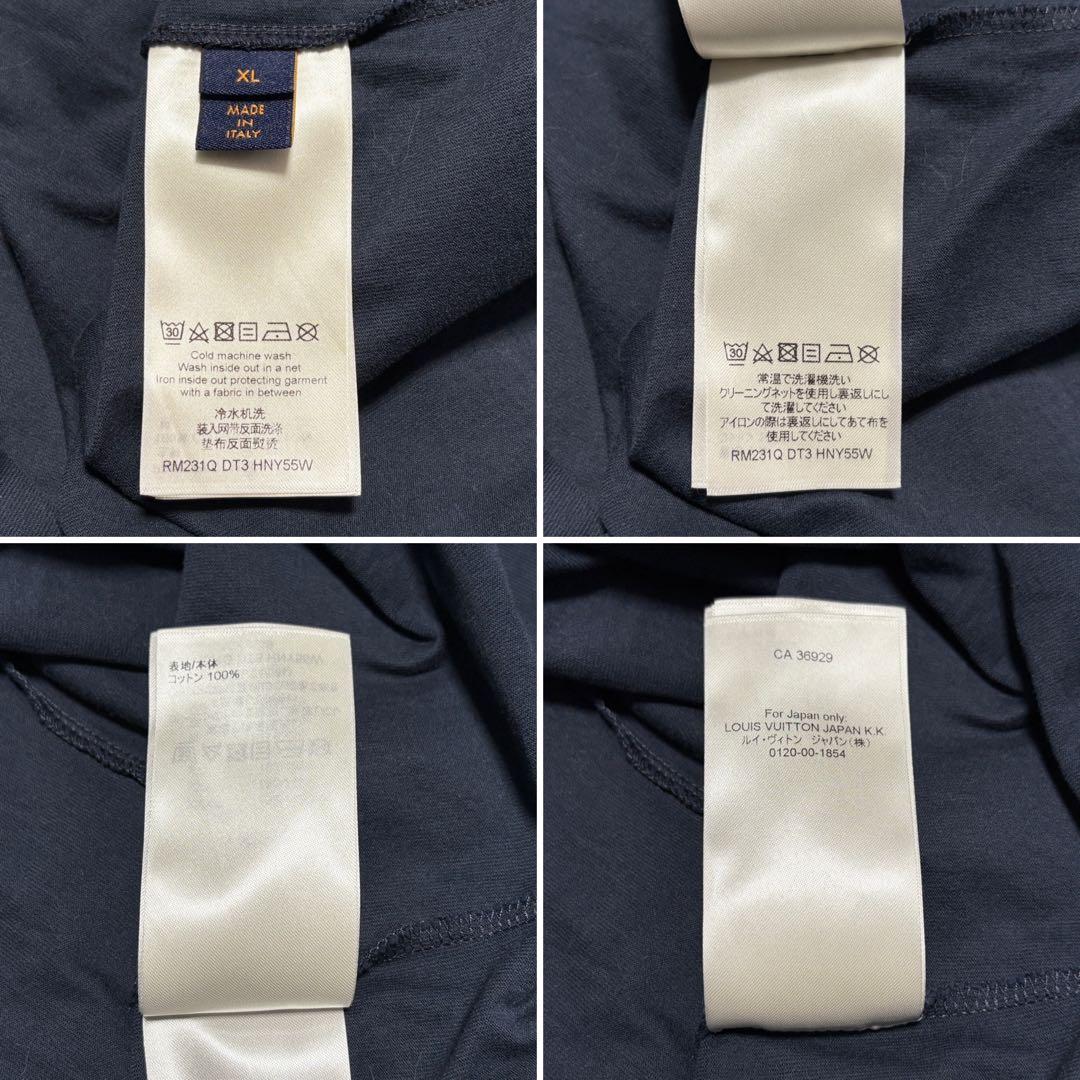 XL
MADE
IN
ITALY
30
Cold machine wash
Wash inside out in a net
Iron inside out protecting garment
with a fabric in between
冷水机洗
装入网带反面洗涤
垫布反面熨烫
RM231Q DT3 HNY55W
30
常温で洗濯機洗い
クリーニングネットを使用し裏返しにし
て洗濯してください
アイロンの際は裏返しにしてあて布を
使用してください
RM231Q DT3 HNY55W
表地/本体
コットン 100%
CA 36929
For Japan only:
LOUIS VUITTON JAPAN K.K.
ルイ・ヴィトン ジャパン(株)
0120-00-1854